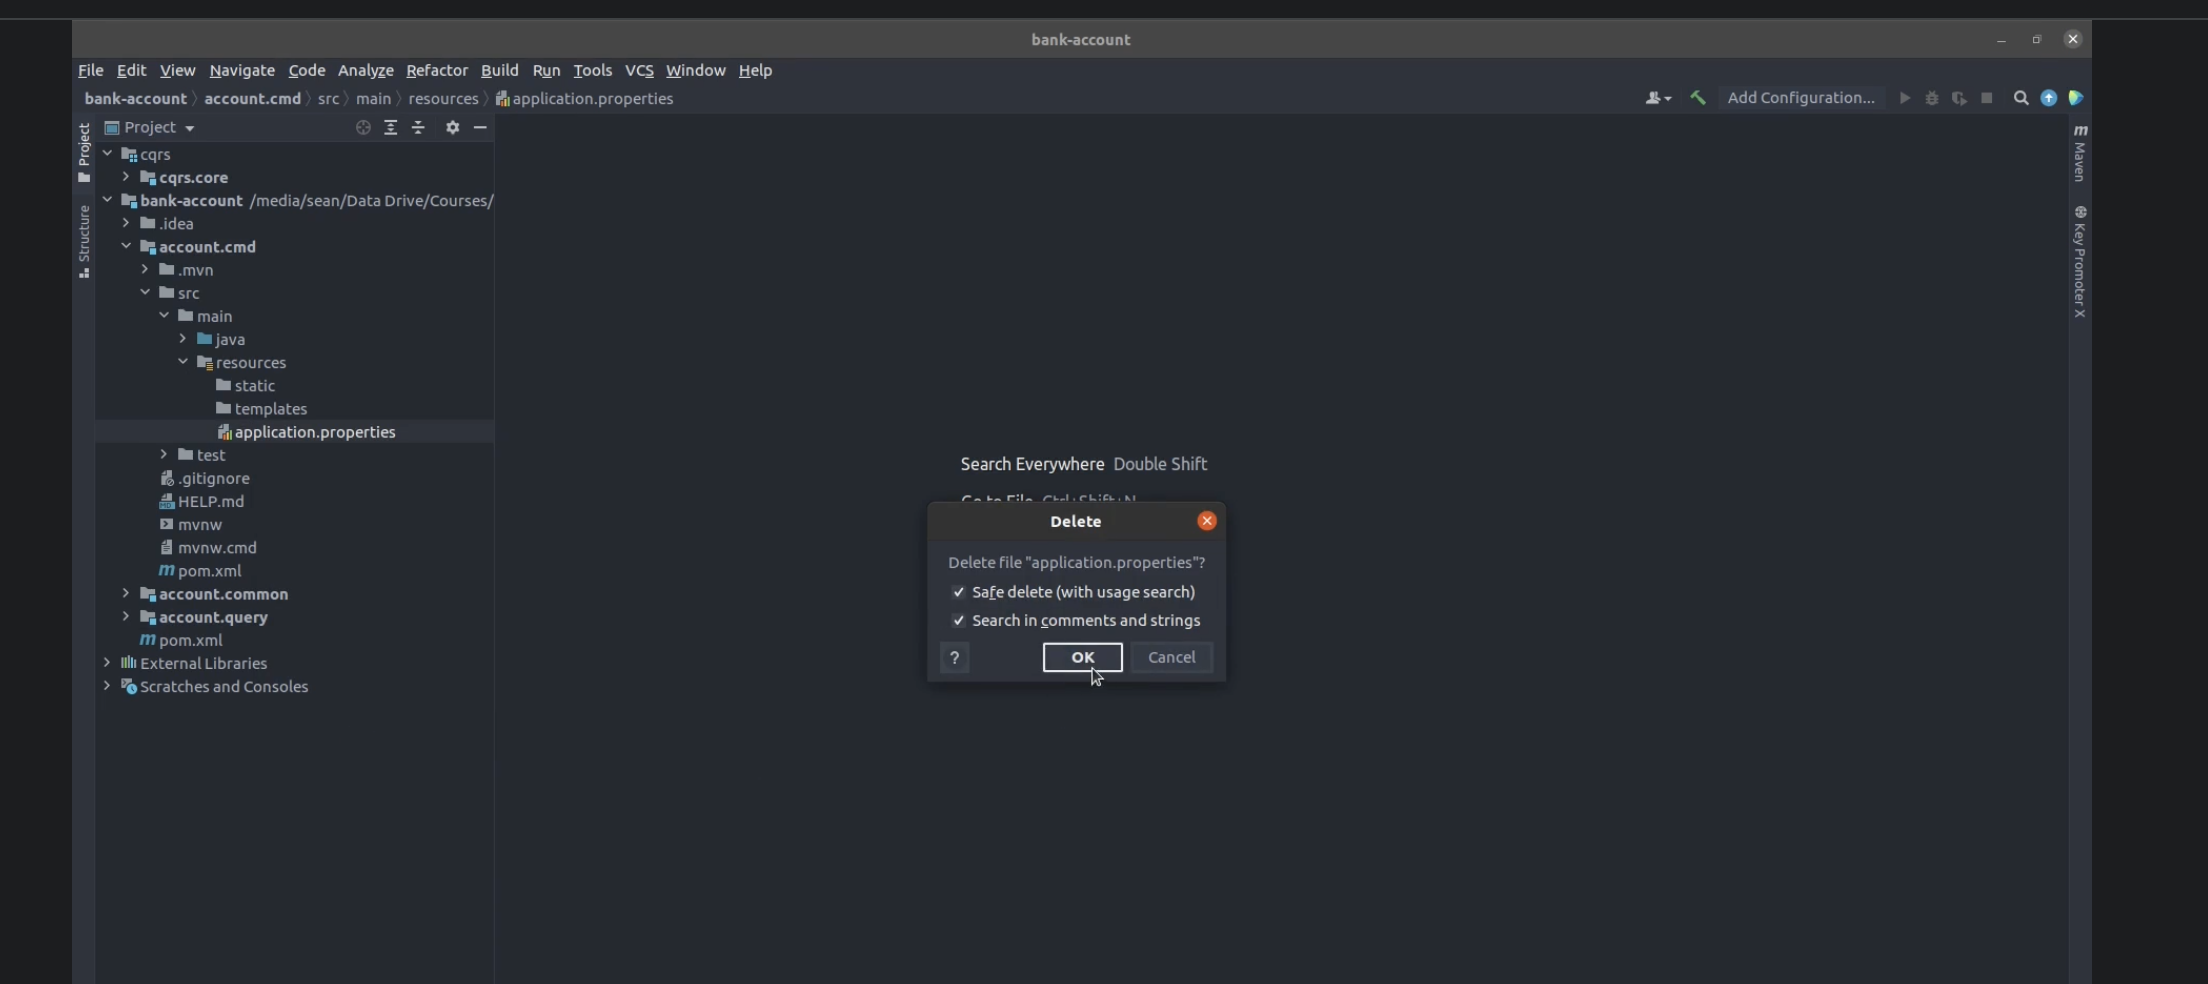 bank-account
File Edit View Navigate Code Analyze Refactor Build Run Tools VCS Window Help
bank-account account.cmd src main resources application.properties
Add Configuration...
Project
Project
Structure
cqrs
cqrs.core
bank-account /media/sean/Data Drive/Courses/
.idea
account.cmd
.mvn
src
main
java
resources
static
templates
application.properties
test
.gitignore
HELP.md
mvnw
mvnw.cmd
pom.xml
account.common
account.query
pom.xml
External Libraries
Scratches and Consoles
Search Everywhere Double Shift
Go to File Ctrl+Shift+N
Delete
Delete file "application.properties"?
Safe delete (with usage search)
Search in comments and strings
? OK Cancel
m Maven
Key Promoter X